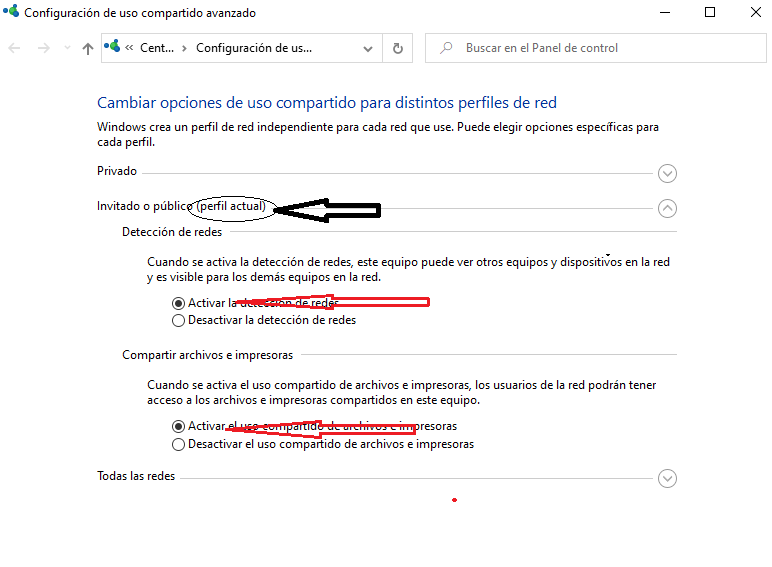 Configuración de uso compartido avanzado
Cent... Configuración de us...
Buscar en el Panel de control
Cambiar opciones de uso compartido para distintos perfiles de red
Windows crea un perfil de red independiente para cada red que use. Puede elegir opciones específicas para
cada perfil.
Privado
Invitado o público (perfil actual)
Detección de redes
Cuando se activa la detección de redes, este equipo puede ver otros equipos y dispositivos en la red
y es visible para los demás equipos en la red.
Activar la detección de redes
Desactivar la detección de redes
Compartir archivos e impresoras
Cuando se activa el uso compartido de archivos e impresoras, los usuarios de la red podrán tener
acceso a los archivos e impresoras compartidos en este equipo.
Activar el uso compartido de archivos e impresoras
Desactivar el uso compartido de archivos e impresoras
Todas las redes